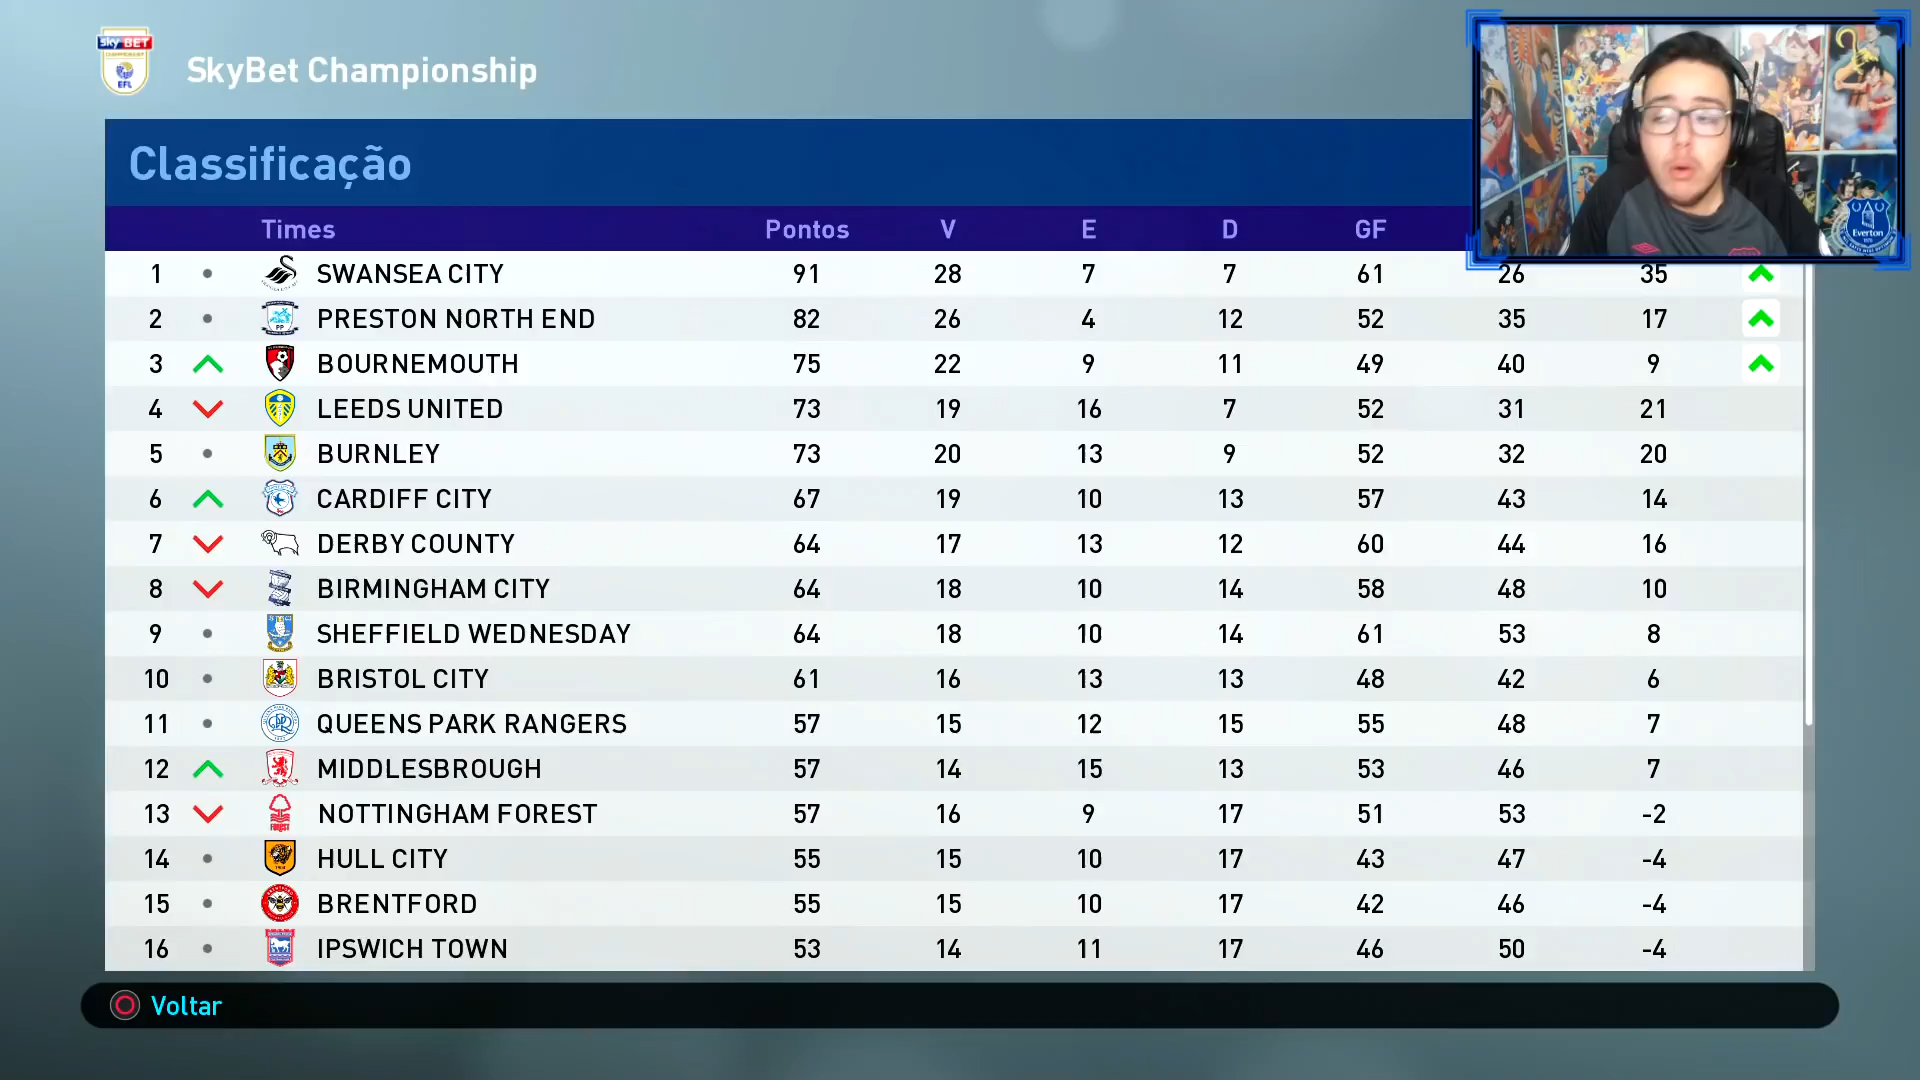 sky BET
EFL
SkyBet Championship
Classificação
Times Pontos V E D GF
1 SWANSEA CITY 91 28 7 7 61 26 35
2 PRESTON NORTH END 82 26 4 12 52 35 17
3 BOURNEMOUTH 75 22 9 11 49 40 9
4 LEEDS UNITED 73 19 16 7 52 31 21
5 BURNLEY 73 20 13 9 52 32 20
6 CARDIFF CITY 67 19 10 13 57 43 14
7 DERBY COUNTY 64 17 13 12 60 44 16
8 BIRMINGHAM CITY 64 18 10 14 58 48 10
9 SHEFFIELD WEDNESDAY 64 18 10 14 61 53 8
10 BRISTOL CITY 61 16 13 13 48 42 6
11 QUEENS PARK RANGERS 57 15 12 15 55 48 7
12 MIDDLESBROUGH 57 14 15 13 53 46 7
13 NOTTINGHAM FOREST 57 16 9 17 51 53 -2
14 HULL CITY 55 15 10 17 43 47 -4
15 BRENTFORD 55 15 10 17 42 46 -4
16 IPSWICH TOWN 53 14 11 17 46 50 -4
Voltar
Everton